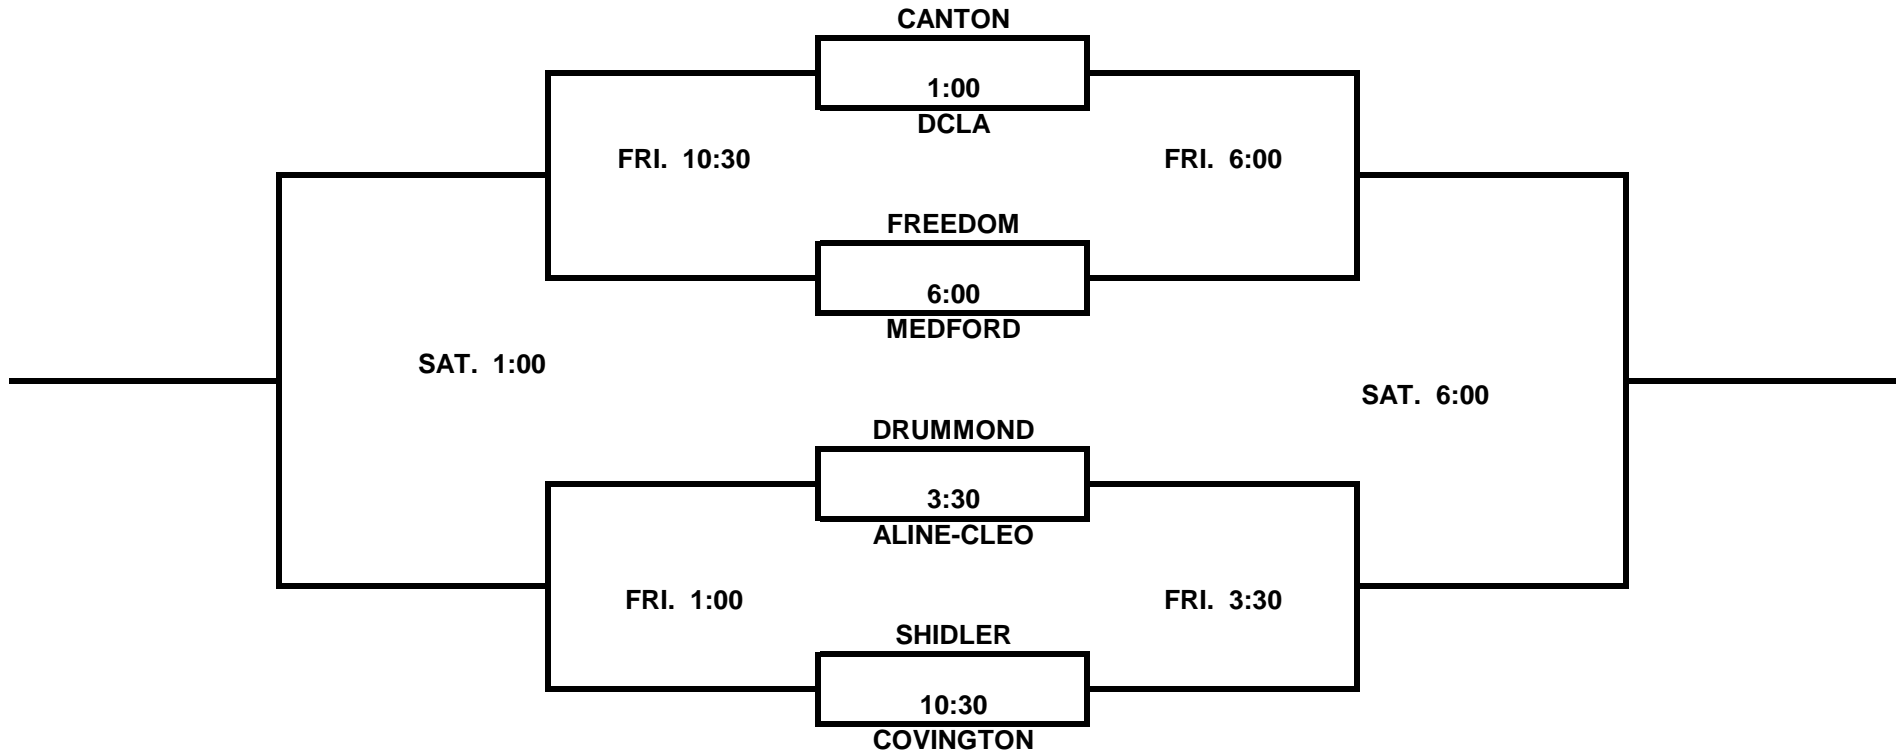 CANTON
1:00
DCLA
FRI.  10:30
FRI.  6:00
FREEDOM
6:00
MEDFORD
SAT.  1:00
SAT.  6:00
DRUMMOND
3:30
ALINE-CLEO
FRI.  1:00
FRI.  3:30
SHIDLER
10:30
COVINGTON